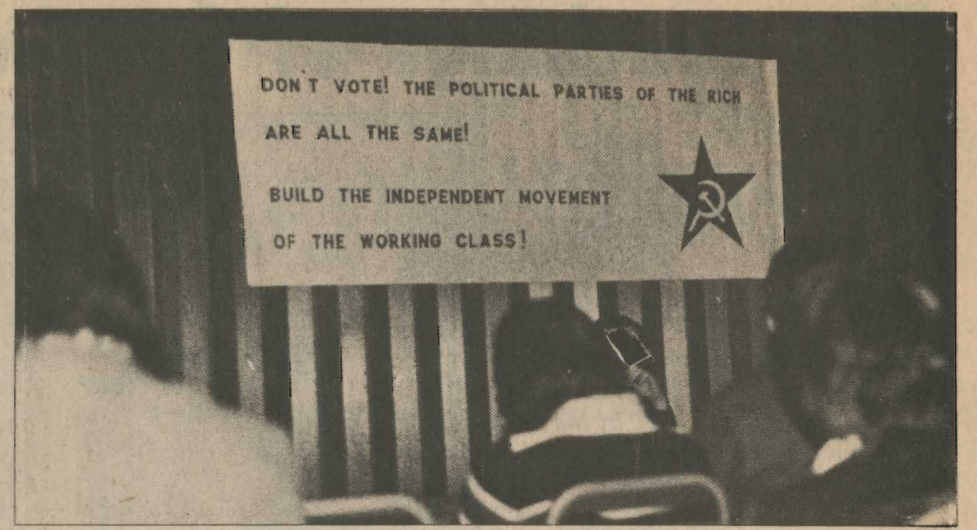 DON'T VOTE! THE POLITICAL PARTIES OF THE RICH
ARE ALL THE SAME!
BUILD THE INDEPENDENT MOVEMENT
OF THE WORKING CLASS!